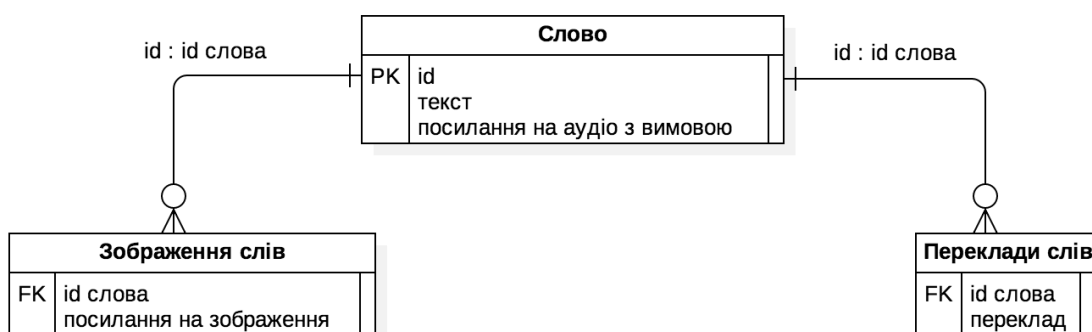 Слово
id : id слова
id : id слова
PK id
текст
посилання на аудіо з вимовою
Зображення слів
FK id слова
посилання на зображення
Переклади слів
FK id слова
переклад